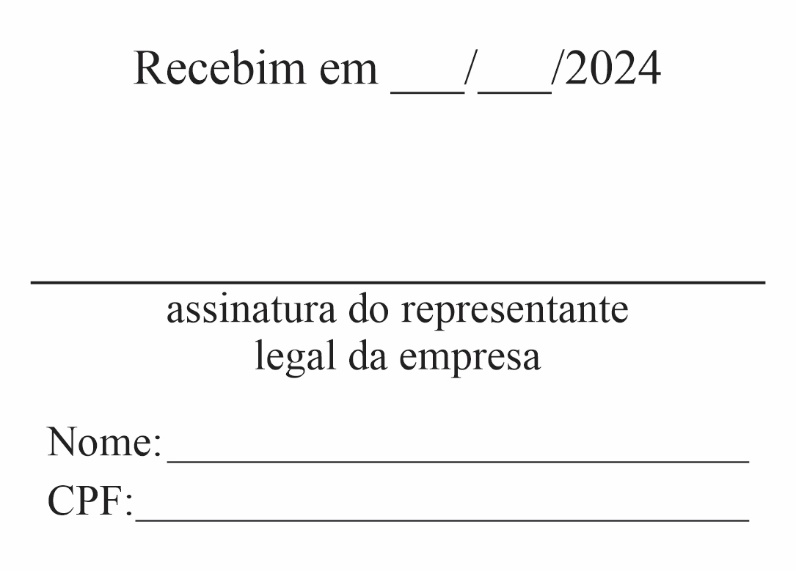 Recebim em ___/___/2024
assinatura do representante
legal da empresa
Nome:
CPF: